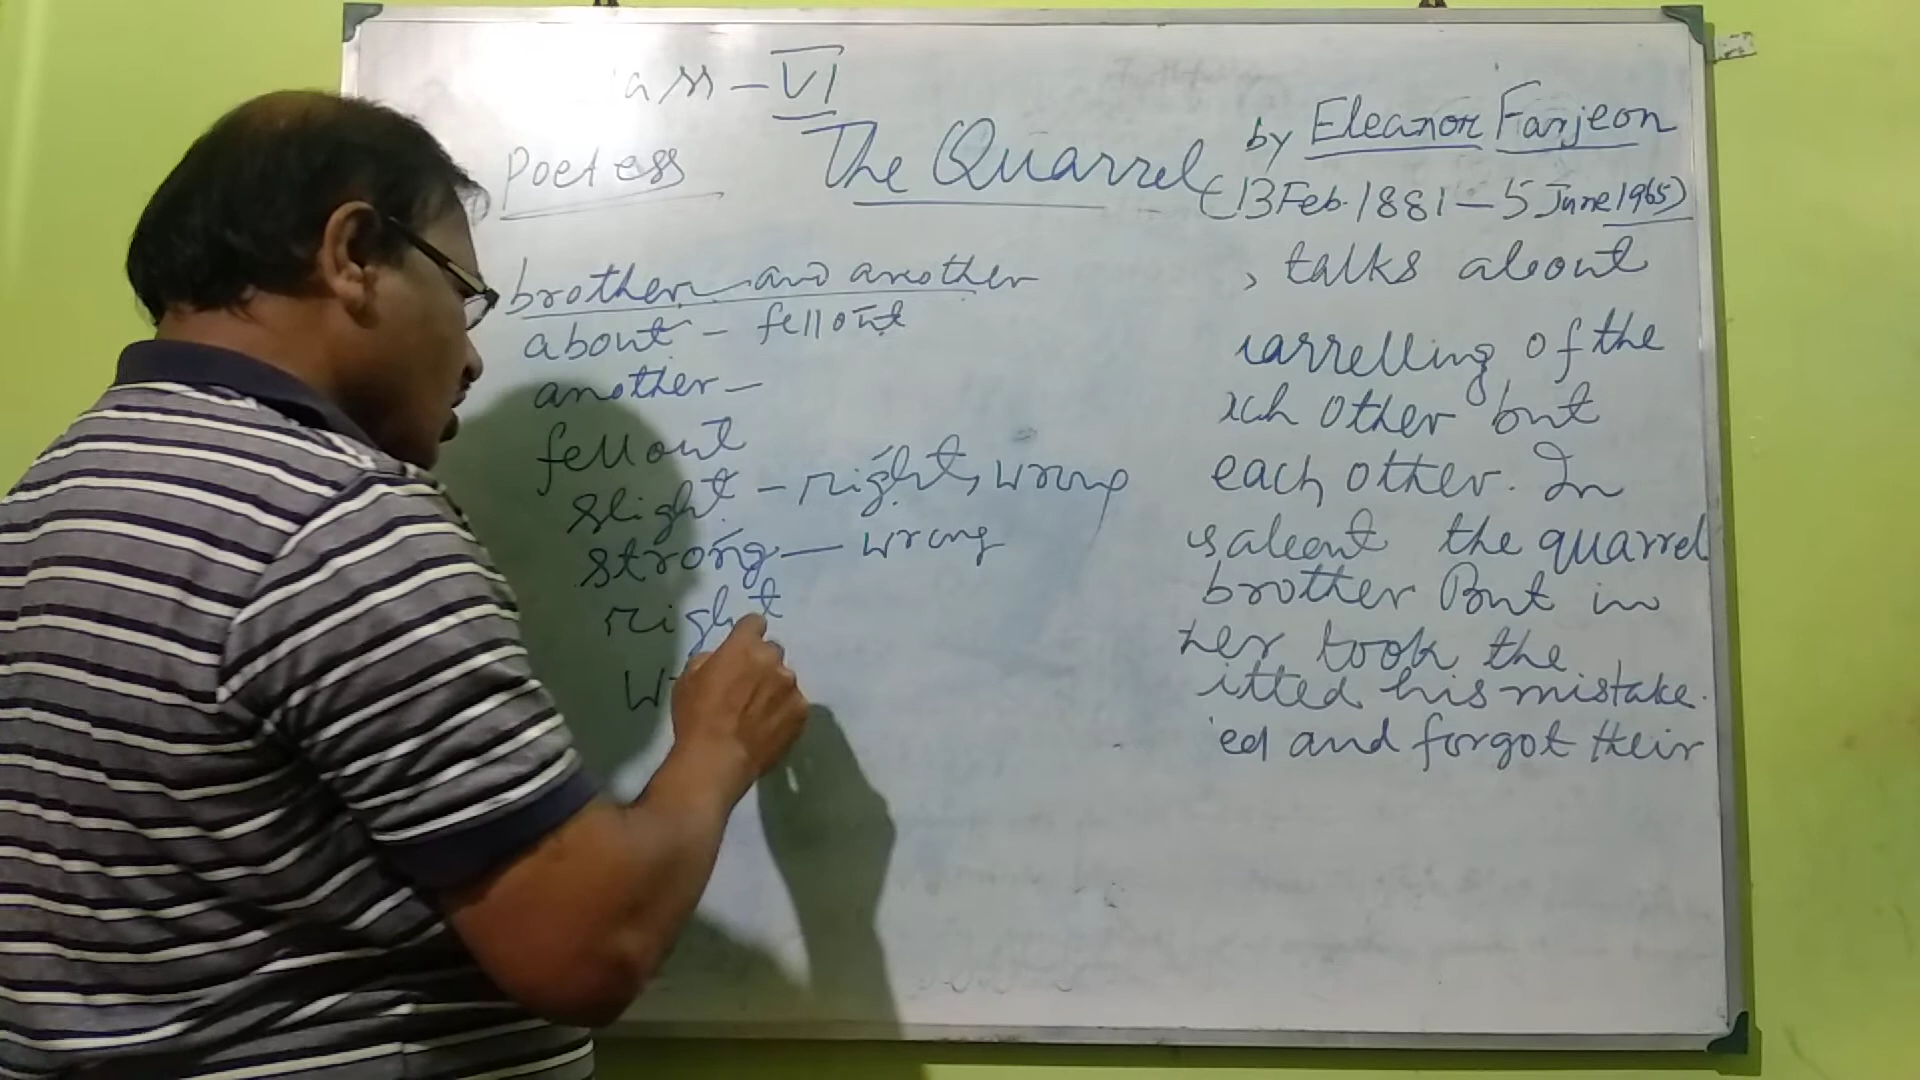 ass - VI
Poetess The Quarrel by Eleanor Farjeon
(13 Feb. 1881 - 5 June 1965)
brother and another
about - fellout
another -
fellout
slight - right, wrong
strong - wrong
right
, talks about
arrelling of the
ch other but
each other. In
about the quarrel
brother But in
her took the
itted his mistake.
ed and forgot their